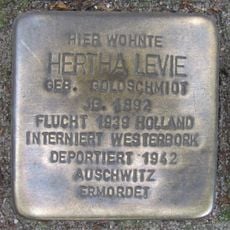 HIER WOHNTE
HERTHA LEVIE
GEB. GOLDSCHMIDT
JG. 1892
FLUCHT 1939 HOLLAND
INTERNIERT WESTERBORK
DEPORTIERT 1942
AUSCHWITZ
ERMORDET